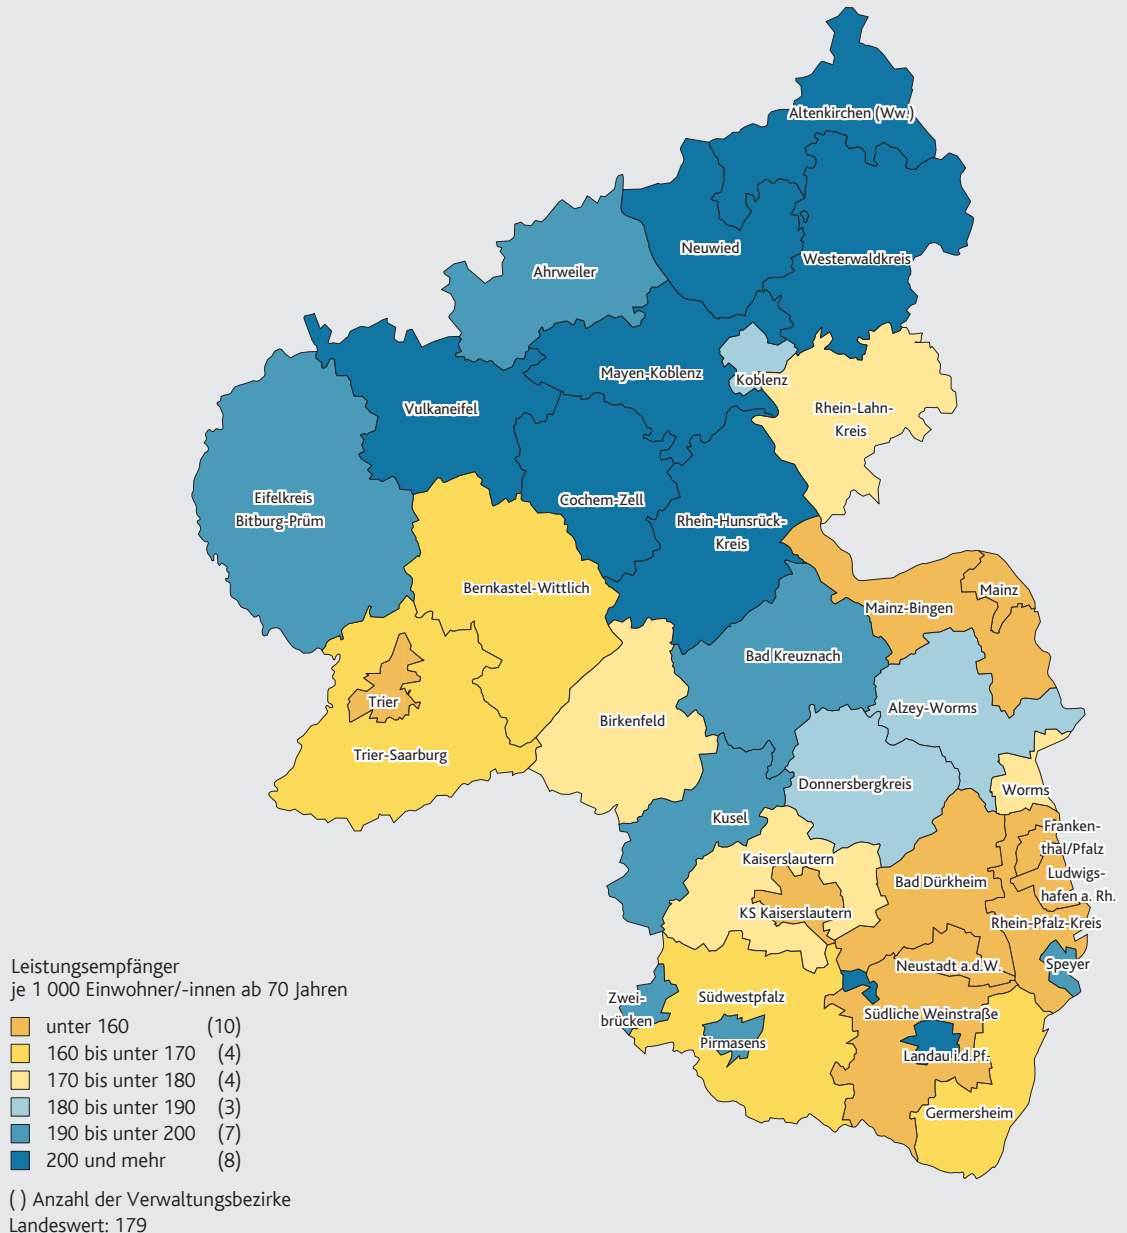 Altenkirchen (Ww.)
Neuwied
Westerwaldkreis
Ahrweiler
Mayen-Koblenz
Koblenz
Vulkaneifel
Rhein-Lahn-
Kreis
Eifelkreis
Bitburg-Prüm
Cochem-Zell
Rhein-Hunsrück-
Kreis
Bernkastel-Wittlich
Mainz-Bingen
Mainz
Bad Kreuznach
Trier
Alzey-Worms
Birkenfeld
Trier-Saarburg
Donnersbergkreis
Worms
Kusel
Franken-
thal/Pfalz
Kaiserslautern
Ludwigs-
hafen a. Rh.
Bad Dürkheim
KS Kaiserslautern
Rhein-Pfalz-Kreis
Neustadt a.d.W.
Speyer
Zwei-
brücken
Südwestpfalz
Südliche Weinstraße
Pirmasens
Landau i.d.Pf.
Germersheim
Leistungsempfänger
je 1 000 Einwohner/-innen ab 70 Jahren
unter 160 (10)
160 bis unter 170 (4)
170 bis unter 180 (4)
180 bis unter 190 (3)
190 bis unter 200 (7)
200 und mehr (8)
( ) Anzahl der Verwaltungsbezirke
Landeswert: 179